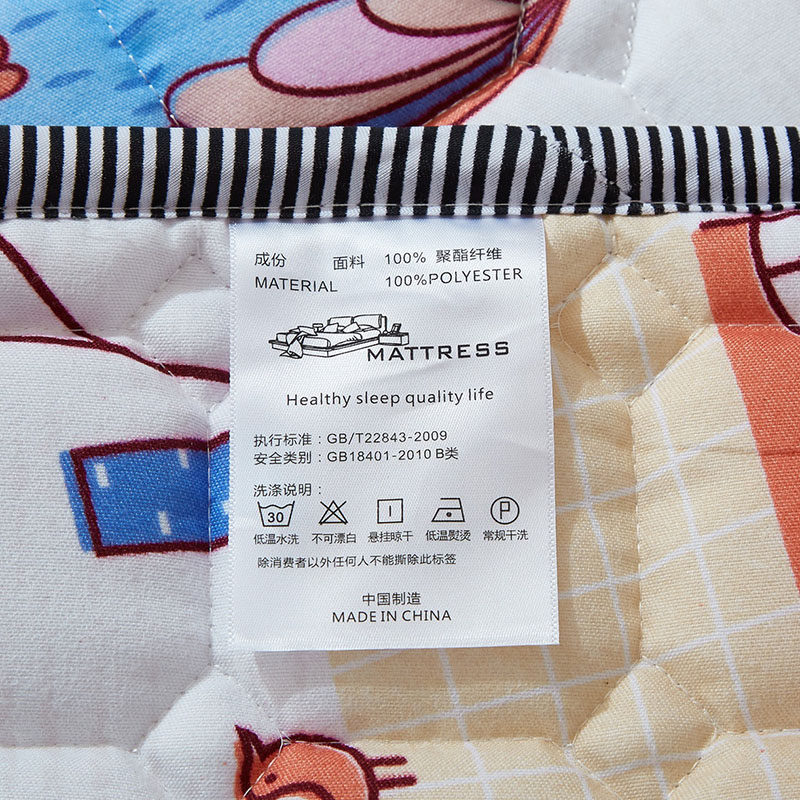 成份 面料 100% 聚酯纤维
MATERIAL 100%POLYESTER
MATTRESS
Healthy sleep quality life
执行标准：GB/T22843-2009
安全类别：GB18401-2010 B类
洗涤说明：
30 P
低温水洗 不可漂白 悬挂晾干 低温熨烫 常规干洗
除消费者以外任何人不能撕除此标签
中国制造
MADE IN CHINA